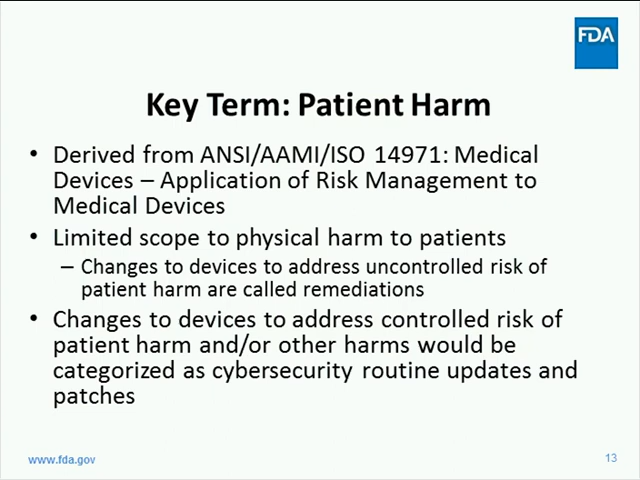 FDA
Key Term: Patient Harm
• Derived from ANSI/AAMI/ISO 14971: Medical
Devices – Application of Risk Management to
Medical Devices
• Limited scope to physical harm to patients
– Changes to devices to address uncontrolled risk of
patient harm are called remediations
• Changes to devices to address controlled risk of
patient harm and/or other harms would be
categorized as cybersecurity routine updates and
patches
www.fda.gov
13